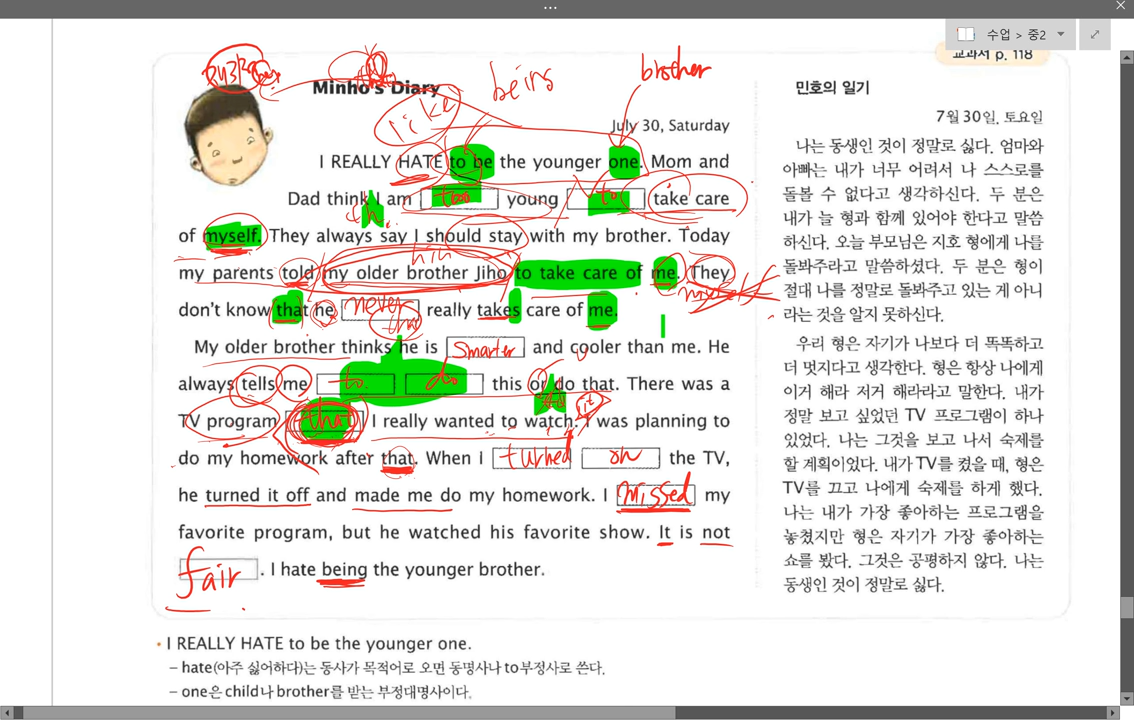 수업 > 중2
교과서 p. 118
Minho's Diary
being
brother
like
July 30, Saturday
I REALLY HATE to be the younger one. Mom and
Dad think I am too young to take care
of myself. They always say I should stay with my brother. Today
him
my parents told my older brother Jiho to take care of me. They
don't know that he never really takes care of me.
My older brother thinks he is smarter and cooler than me. He
always tells me to do this or do that. There was a
TV program that I really wanted to watch. I was planning to
it
do my homework after that. When I turned on the TV,
he turned it off and made me do my homework. I missed my
favorite program, but he watched his favorite show. It is not
fair. I hate being the younger brother.
민호의 일기
7월 30일, 토요일
나는 동생인 것이 정말로 싫다. 엄마와
아빠는 내가 너무 어려서 나 스스로를
돌볼 수 없다고 생각하신다. 두 분은
내가 늘 형과 함께 있어야 한다고 말씀
하신다. 오늘 부모님은 지호 형에게 나를
돌봐주라고 말씀하셨다. 두 분은 형이
절대 나를 정말로 돌봐주고 있는 게 아니
라는 것을 알지 못하신다.
우리 형은 자기가 나보다 더 똑똑하고
더 멋지다고 생각한다. 형은 항상 나에게
이거 해라 저거 해라라고 말한다. 내가
정말 보고 싶었던 TV 프로그램이 하나
있었다. 나는 그것을 보고 나서 숙제를
할 계획이었다. 내가 TV를 켰을 때, 형은
TV를 끄고 나에게 숙제를 하게 했다.
나는 내가 가장 좋아하는 프로그램을
놓쳤지만 형은 자기가 가장 좋아하는
쇼를 봤다. 그것은 공평하지 않다. 나는
동생인 것이 정말로 싫다.
• I REALLY HATE to be the younger one.
– hate(아주 싫어하다)는 동사가 목적어로 오면 동명사나 to부정사로 쓴다.
– one은 child나 brother를 받는 부정대명사이다.